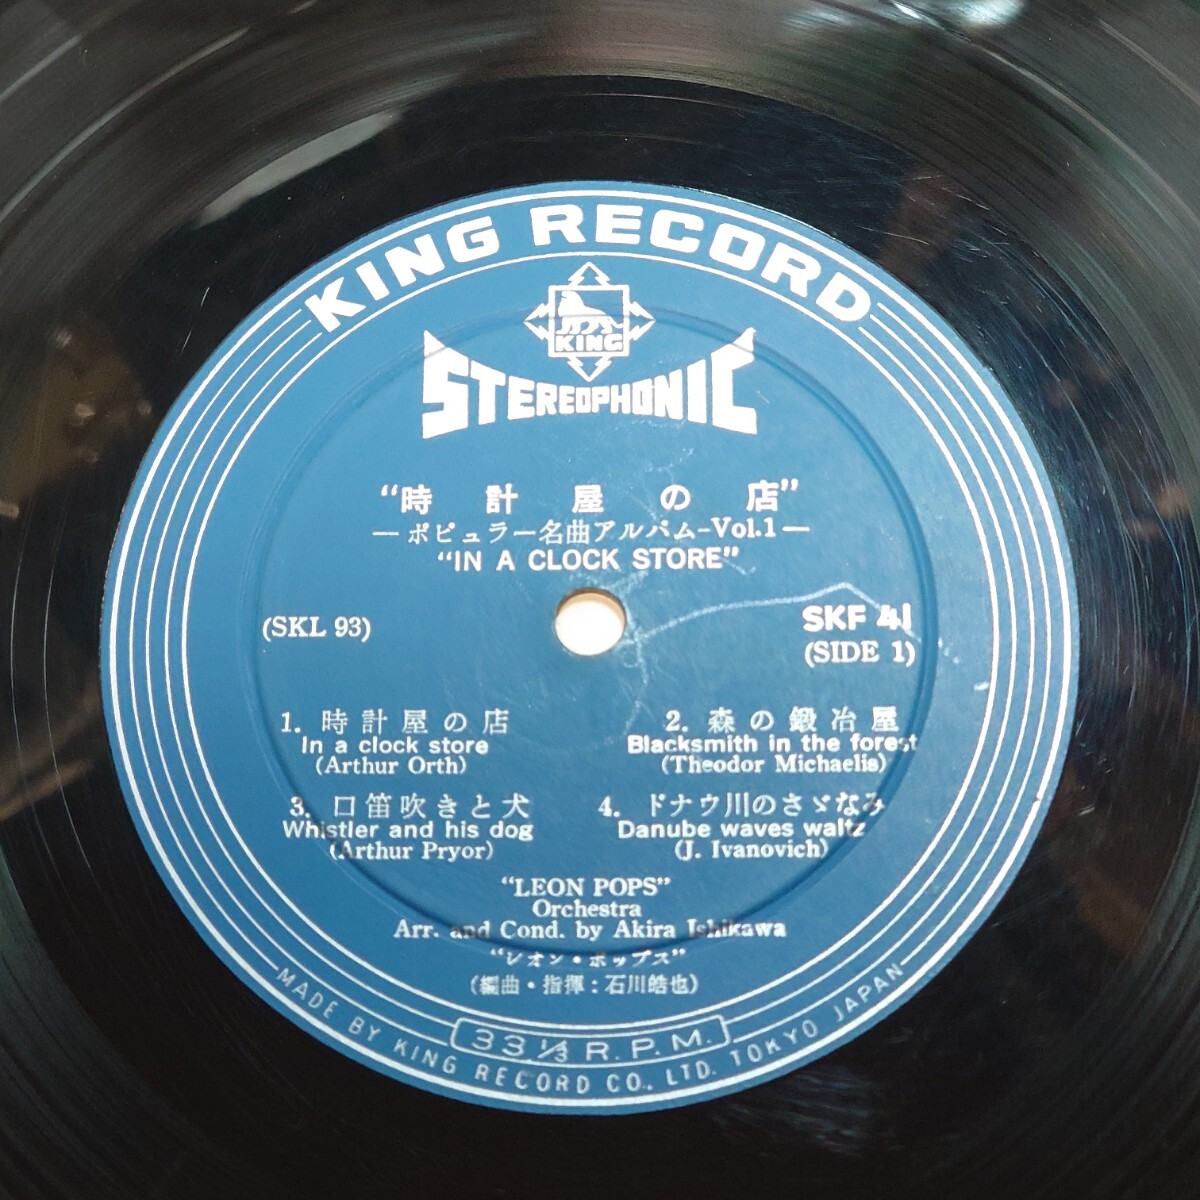 KING RECORD
KING
STEREOPHONIC
“時計屋の店”
—ポピュラー名曲アルバム-Vol.1—
“IN A CLOCK STORE”
(SKL 93)
SKF 41
(SIDE 1)
1. 時計屋の店
In a clock store
(Arthur Orth)
2. 森の鍛冶屋
Blacksmith in the forest
(Theodor Michaelis)
3. 口笛吹きと犬
Whistler and his dog
(Arthur Pryor)
4. ドナウ川のさゞなみ
Danube waves waltz
(J. Ivanovich)
“LEON POPS”
Orchestra
Arr. and Cond. by Akira Ishikawa
“レオン・ポップス”
(編曲・指揮：石川皓也)
33 1/3 R.P.M.
MADE BY KING RECORD CO., LTD. TOKYO JAPAN